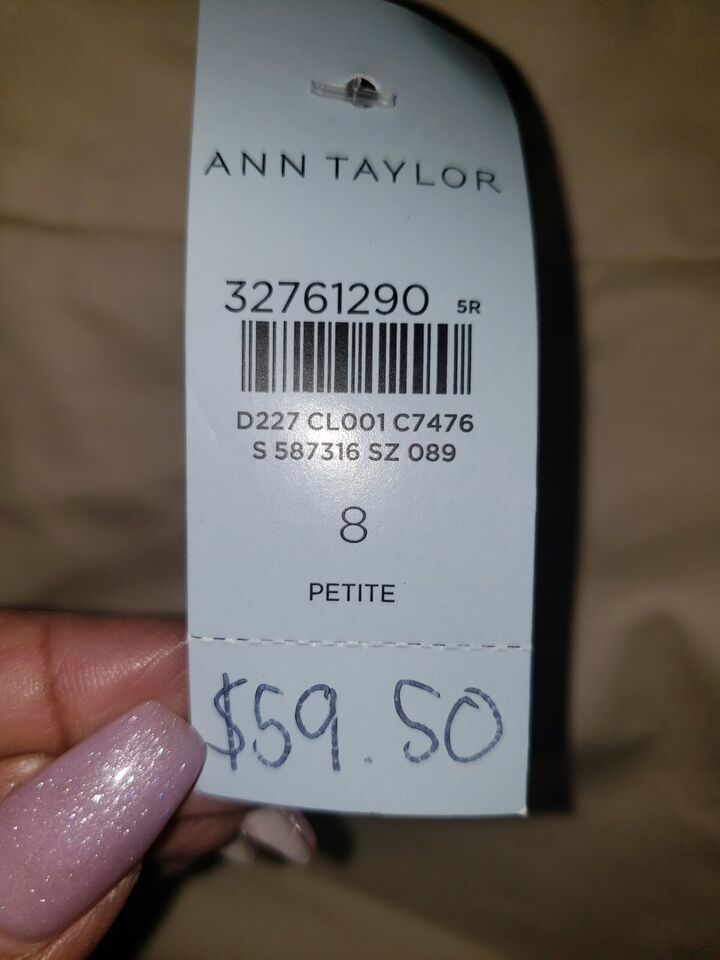 ANN TAYLOR
32761290 5R
D227 CL001 C7476
S 587316 SZ 089
8
PETITE
$59.50